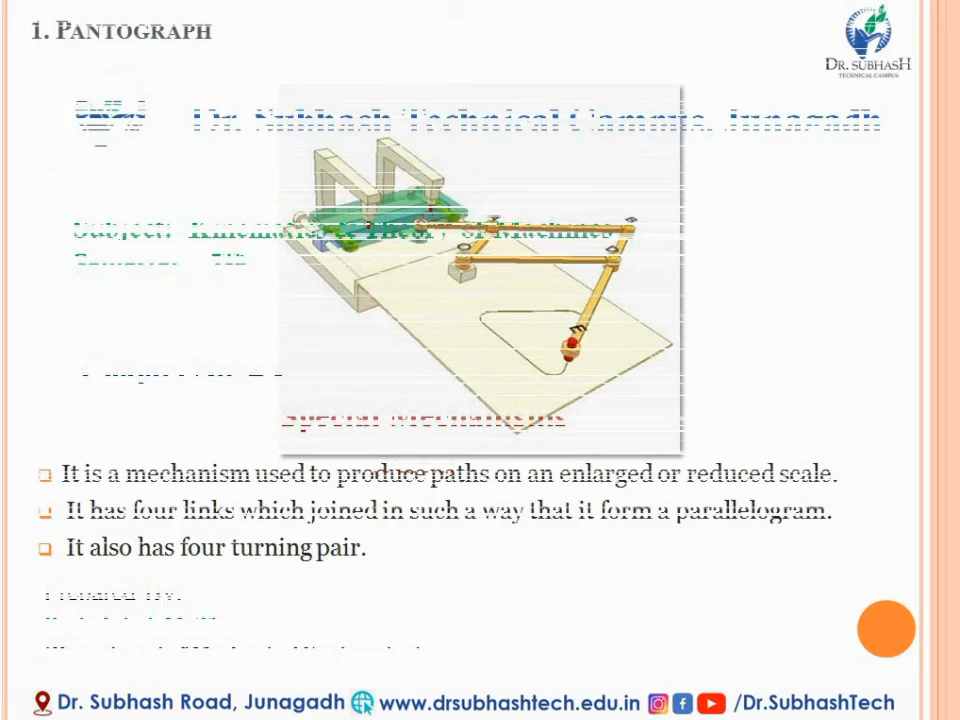 1. PANTOGRAPH
DR. SUBHASH
TECHNICAL CAMPUS
Dr. Subhash Technical Campus, Junagadh
Subject: Kinematics & Theory of Machines
Special Mechanisms
E
It is a mechanism used to produce paths on an enlarged or reduced scale.
It has four links which joined in such a way that it form a parallelogram.
It also has four turning pair.
Dr. Subhash Road, Junagadh www.drsubhashtech.edu.in /Dr.SubhashTech